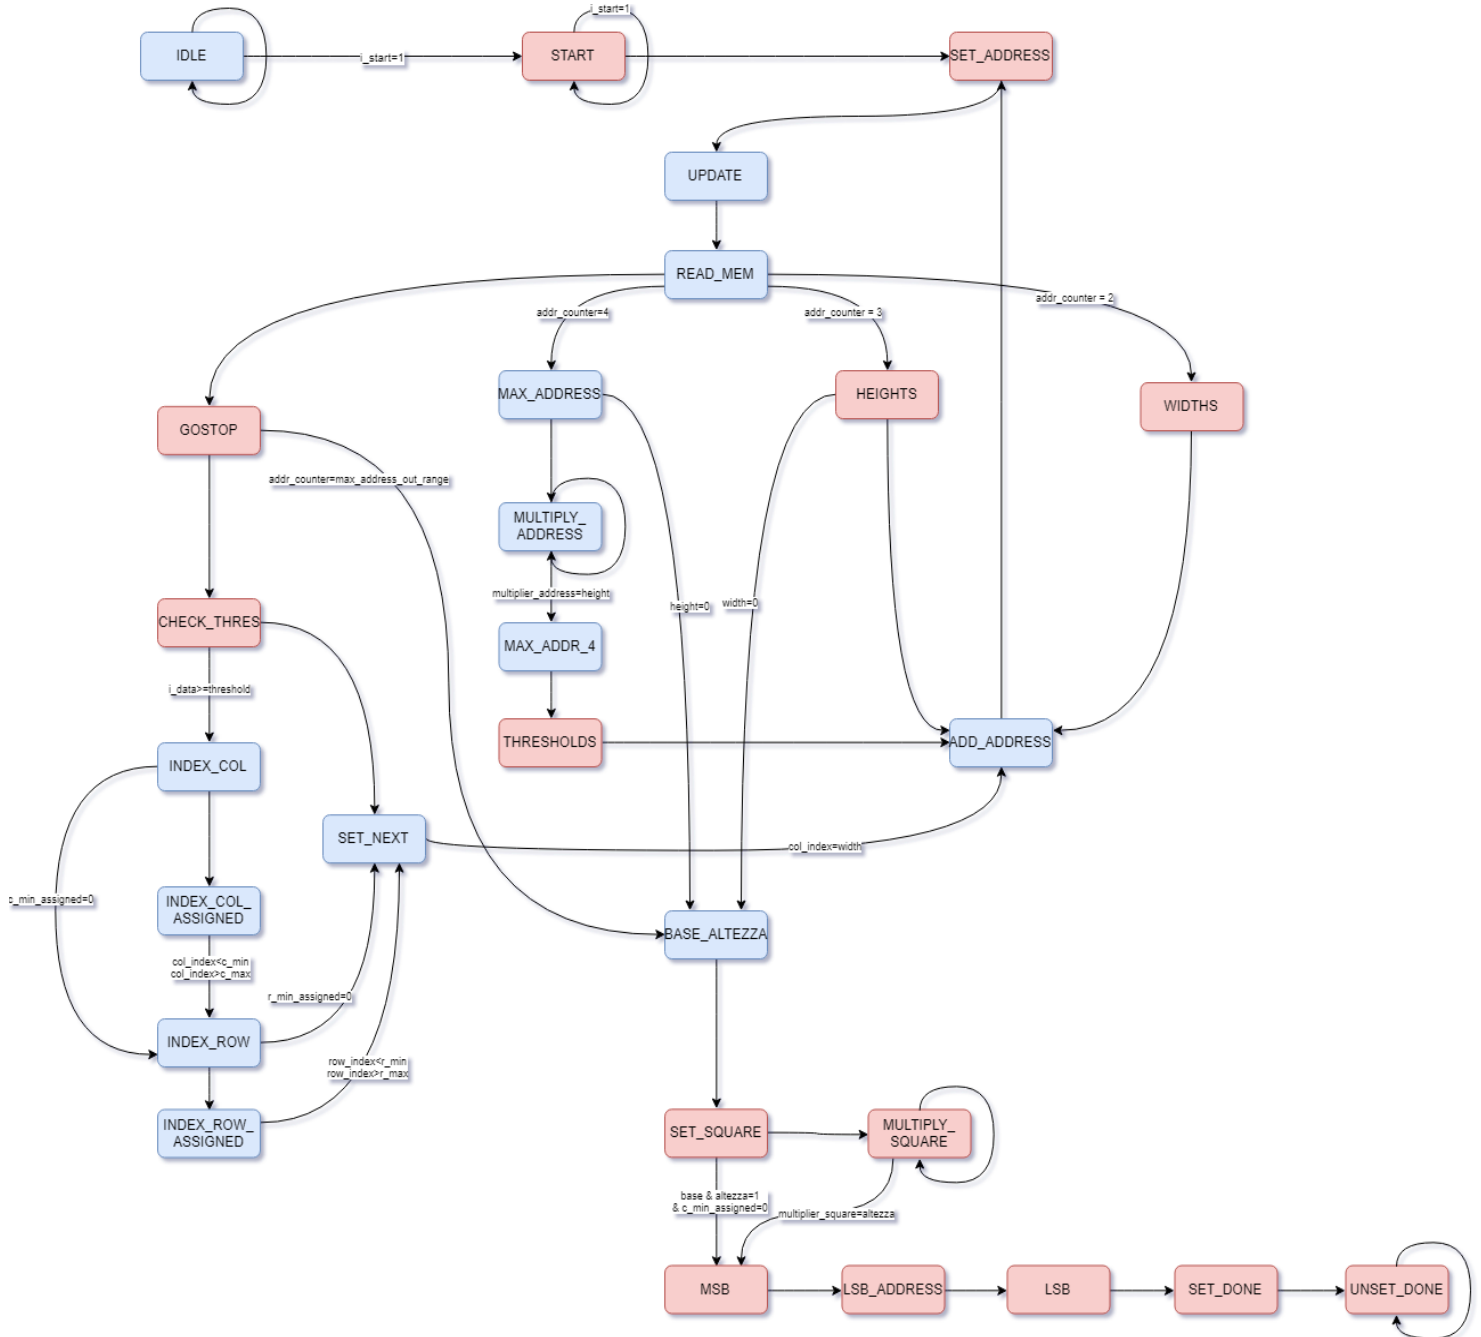 i_start=1
IDLE
i_start=1
START
SET_ADDRESS
UPDATE
READ_MEM
addr_counter=4
addr_counter = 3
addr_counter = 2
MAX_ADDRESS
HEIGHTS
WIDTHS
GOSTOP
addr_counter=max_address_out_range
MULTIPLY_
ADDRESS
multiplier_address=height
height=0
width=0
CHECK_THRES
MAX_ADDR_4
i_data>=threshold
THRESHOLDS
ADD_ADDRESS
INDEX_COL
SET_NEXT
col_index=width
c_min_assigned=0
INDEX_COL_
ASSIGNED
BASE_ALTEZZA
col_index<c_min
col_index>c_max
r_min_assigned=0
INDEX_ROW
row_index<r_min
row_index>r_max
INDEX_ROW_
ASSIGNED
SET_SQUARE
MULTIPLY_
SQUARE
base & altezza=1
& c_min_assigned=0
multiplier_square=altezza
MSB
LSB_ADDRESS
LSB
SET_DONE
UNSET_DONE